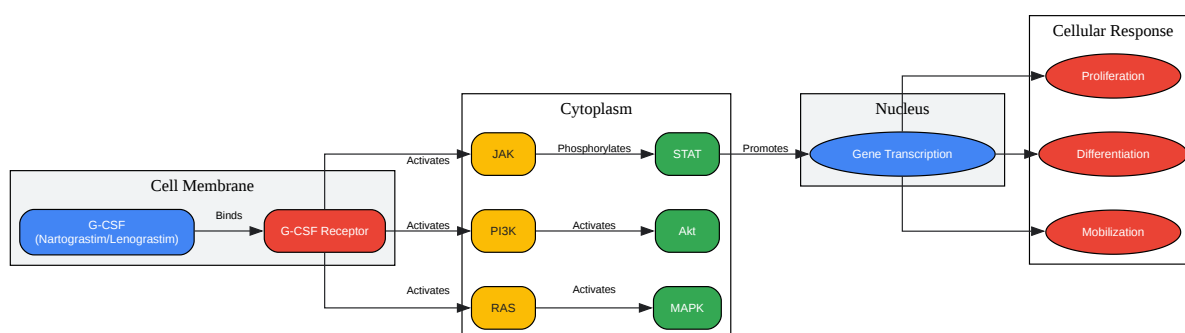 Cellular Response
Proliferation
Cytoplasm
Nucleus
JAK
Phosphorylates
STAT
Promotes
Gene Transcription
Differentiation
Activates
Cell Membrane
G-CSF
(Nartograstim/Lenograstim)
Binds
G-CSF Receptor
Activates
PI3K
Activates
Akt
Mobilization
Activates
RAS
Activates
MAPK